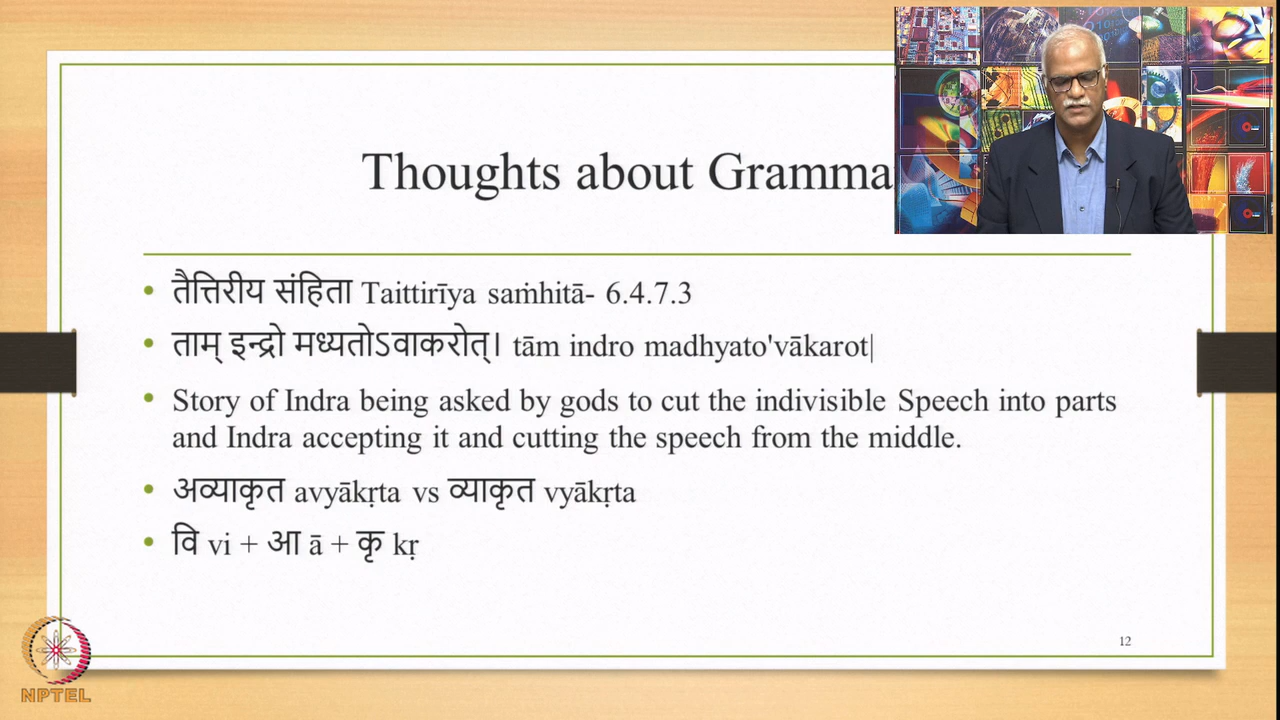 Thoughts about Gramma
• तैत्तिरीय संहिता Taittirīya saṁhitā- 6.4.7.3
• ताम् इन्द्रो मध्यतोऽवाकरोत्। tām indro madhyato'vākarot|
• Story of Indra being asked by gods to cut the indivisible Speech into parts
and Indra accepting it and cutting the speech from the middle.
• अव्याकृत avyākṛta vs व्याकृत vyākṛta
• वि vi + आ ā + कृ kṛ
12
NPTEL